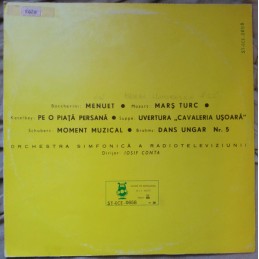 Boccherini: MENUET ● Mozart: MARȘ TURC ●
Ketelbey: PE O PIAȚĂ PERSANĂ ● Suppé: UVERTURA „CAVALERIA UȘOARĂ"
Schubert: MOMENT MUZICAL ● Brahms: DANS UNGAR Nr. 5
ORCHESTRA SIMFONICĂ A RADIOTELEVIZIUNII
Dirijor: IOSIF CONTA